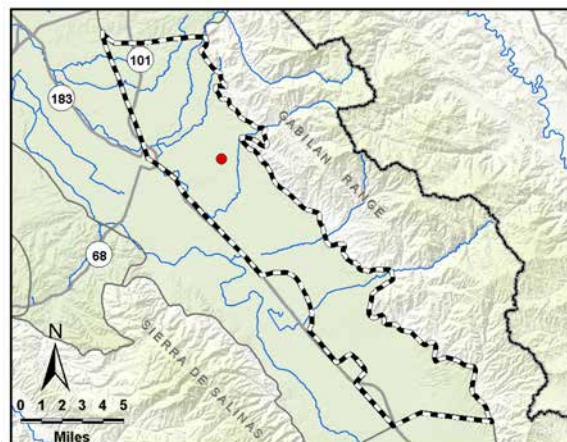 101
183
GABILAN RANGE
68
SIERRA DE SALINAS
N
0 1 2 3 4 5
Miles